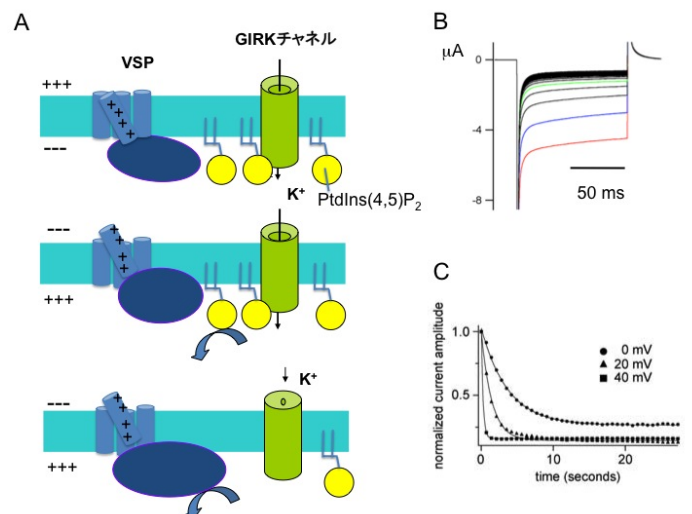 A
VSP
GIRKチャネル
+++
+
+
+
+
---
K+
PtdIns(4,5)P2
---
+
+
+
+
+++
---
K+
+
+
+
+
+++
B
μA
0
-4
-8
50 ms
C
normalized current amplitude
1.0
0.5
0 mV
20 mV
40 mV
0
10
20
time (seconds)